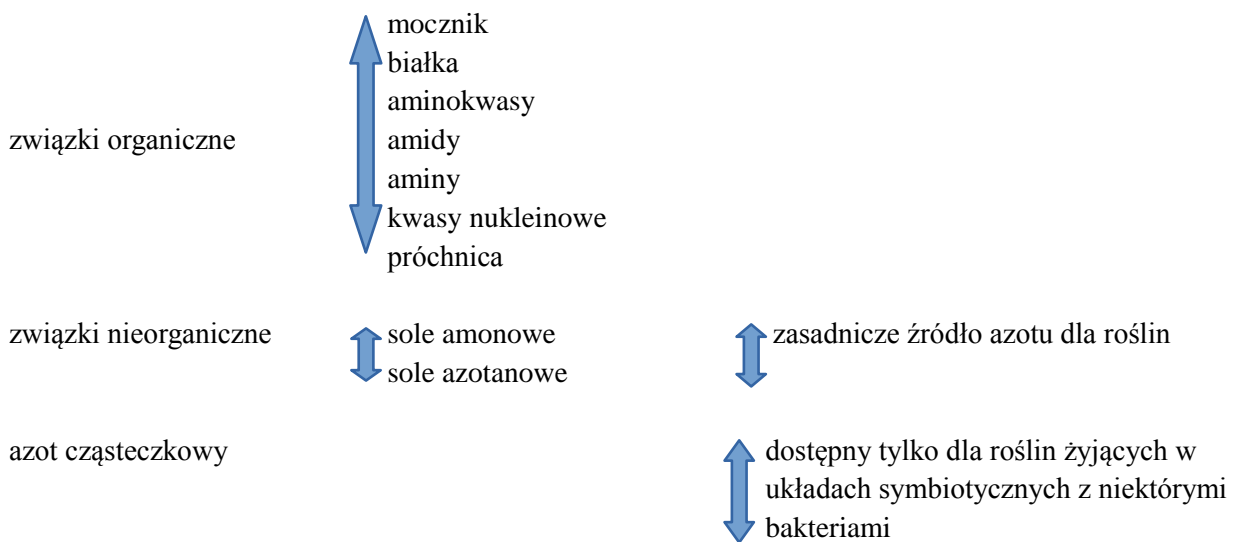 mocznik
białka
aminokwasy
związki organiczne amidy
aminy
kwasy nukleinowe
próchnica
związki nieorganiczne sole amonowe zasadnicze źródło azotu dla roślin
sole azotanowe
azot cząsteczkowy dostępny tylko dla roślin żyjących w
układach symbiotycznych z niektórymi
bakteriami